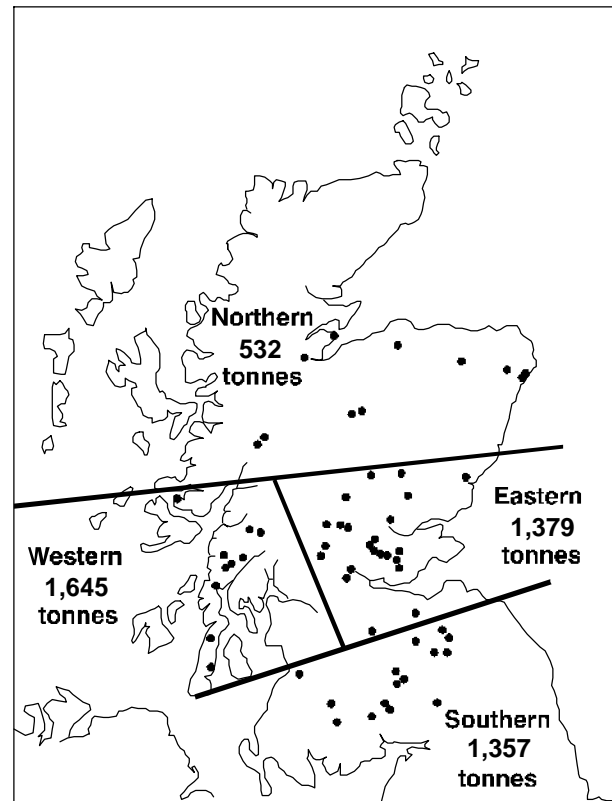 Northern
532
tonnes
Eastern
1,379
tonnes
Western
1,645
tonnes
Southern
1,357
tonnes